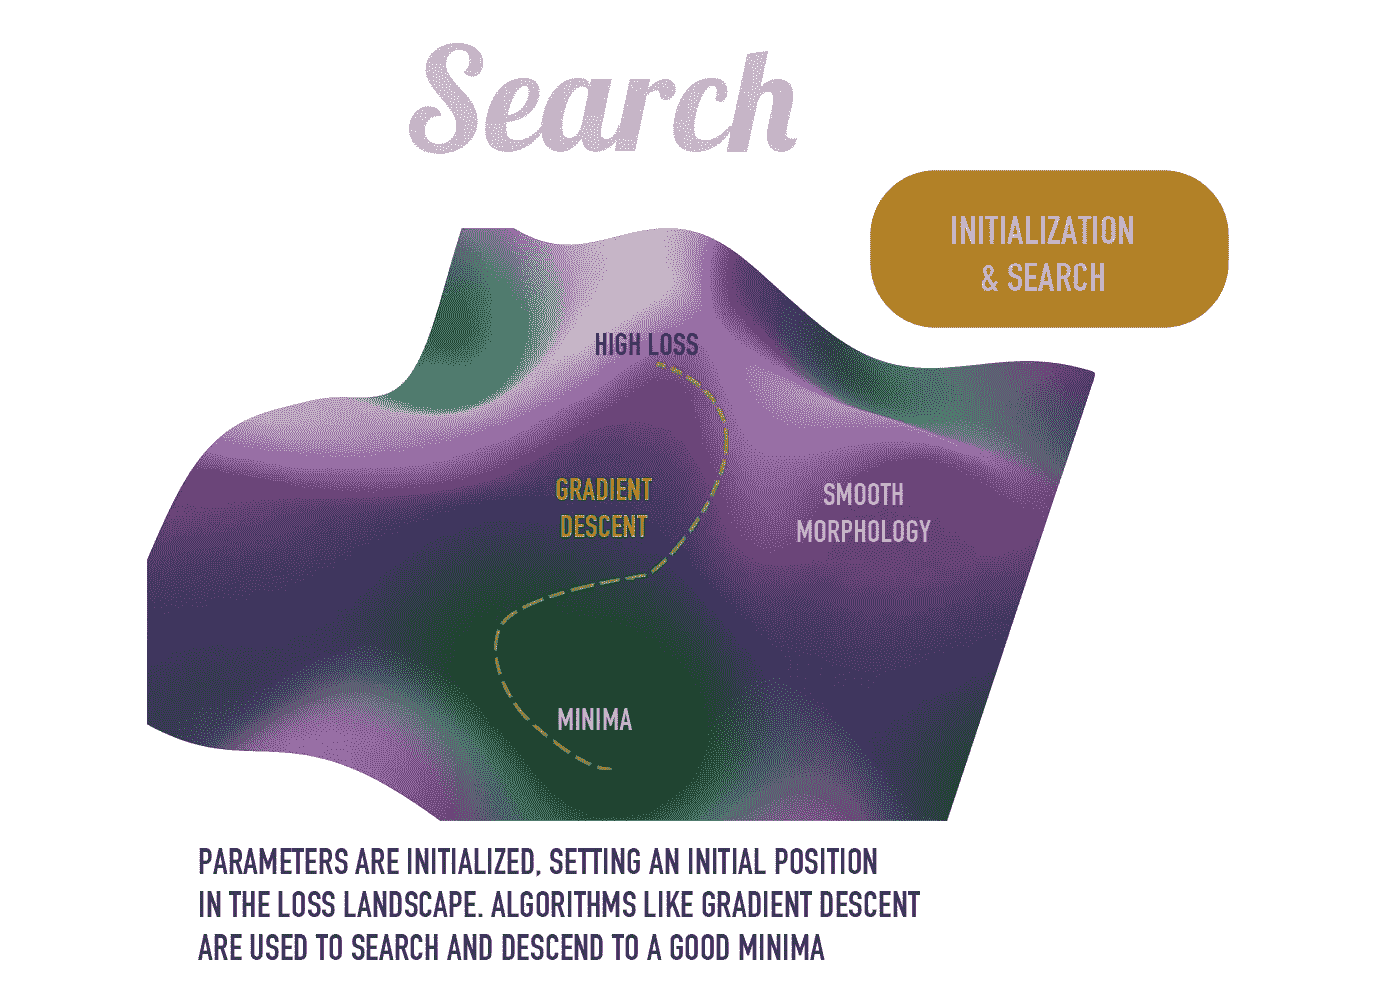 Search
INITIALIZATION
& SEARCH
HIGH LOSS
GRADIENT
DESCENT
SMOOTH
MORPHOLOGY
MINIMA
PARAMETERS ARE INITIALIZED, SETTING AN INITIAL POSITION
IN THE LOSS LANDSCAPE. ALGORITHMS LIKE GRADIENT DESCENT
ARE USED TO SEARCH AND DESCEND TO A GOOD MINIMA